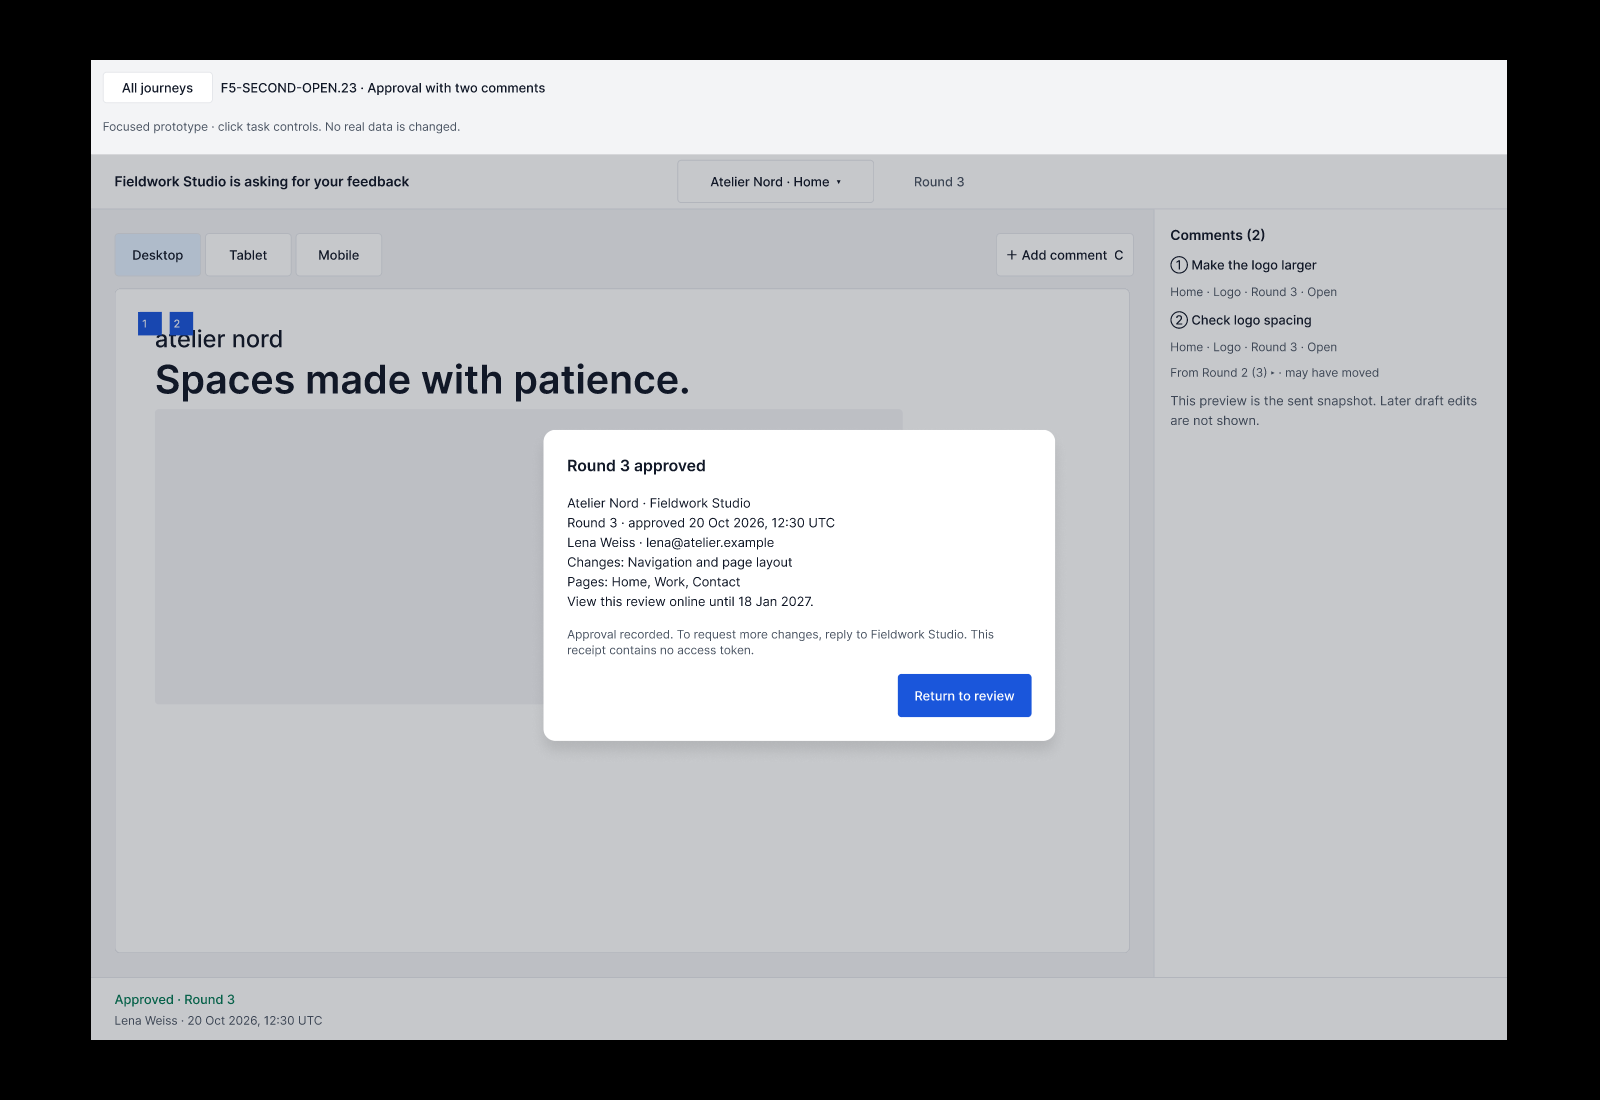 All journeys F5-SECOND-OPEN.23 · Approval with two comments
Focused prototype · click task controls. No real data is changed.
Fieldwork Studio is asking for your feedback
Atelier Nord · Home ▾
Round 3
Desktop
Tablet
Mobile
+ Add comment C
1
2
atelier nord
Spaces made with patience.
Comments (2)
① Make the logo larger
Home · Logo · Round 3 · Open
② Check logo spacing
Home · Logo · Round 3 · Open
From Round 2 (3) ▸ · may have moved
This preview is the sent snapshot. Later draft edits
are not shown.
Round 3 approved
Atelier Nord · Fieldwork Studio
Round 3 · approved 20 Oct 2026, 12:30 UTC
Lena Weiss · lena@atelier.example
Changes: Navigation and page layout
Pages: Home, Work, Contact
View this review online until 18 Jan 2027.
Approval recorded. To request more changes, reply to Fieldwork Studio. This
receipt contains no access token.
Return to review
Approved · Round 3
Lena Weiss · 20 Oct 2026, 12:30 UTC